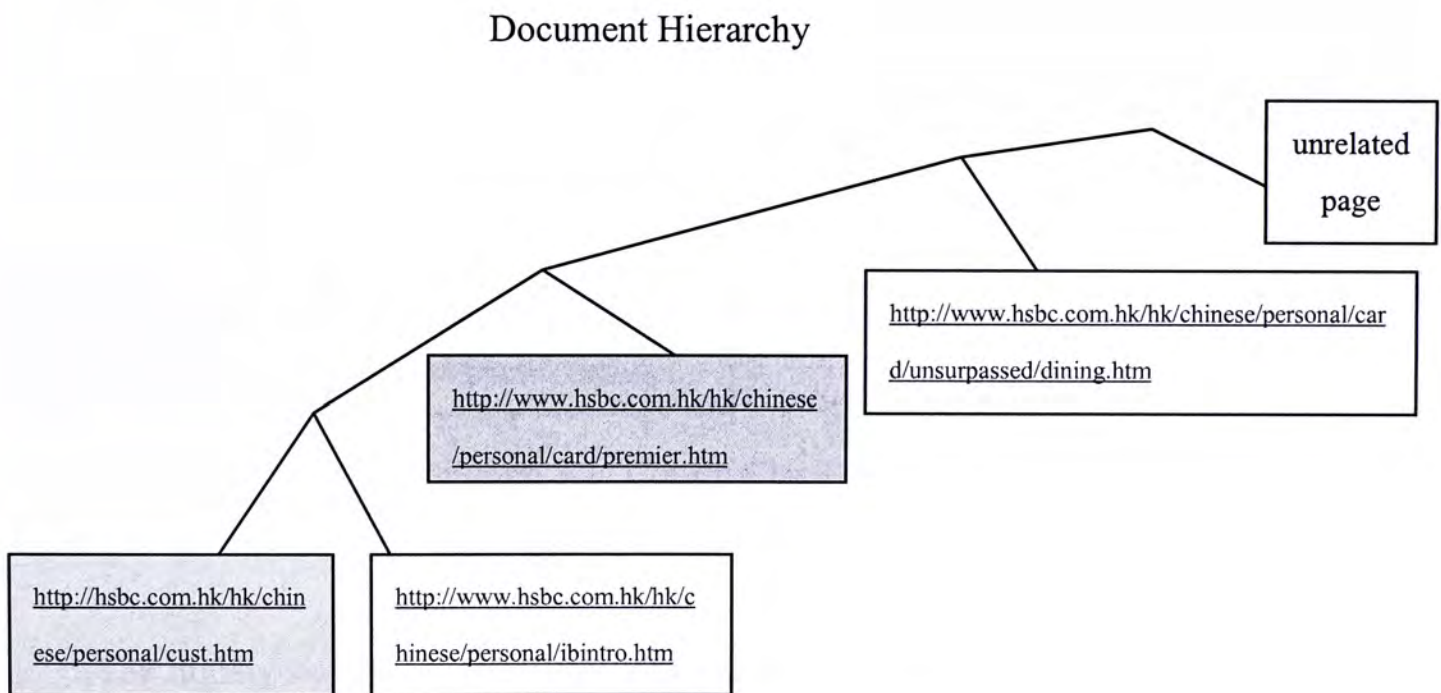 Document Hierarchy
unrelated
page
http://www.hsbc.com.hk/hk/chinese/personal/car
d/unsurpassed/dining.htm
http://www.hsbc.com.hk/hk/chinese
/personal/card/premier.htm
http://hsbc.com.hk/hk/chin
ese/personal/cust.htm
http://www.hsbc.com.hk/hk/c
hinese/personal/ibintro.htm